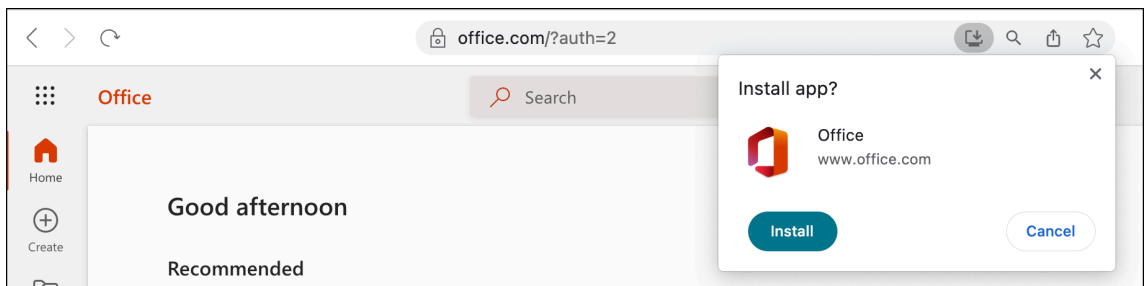 office.com/?auth=2
Office
Search
Install app?
Office
www.office.com
Install
Cancel
Home
Create
Good afternoon
Recommended